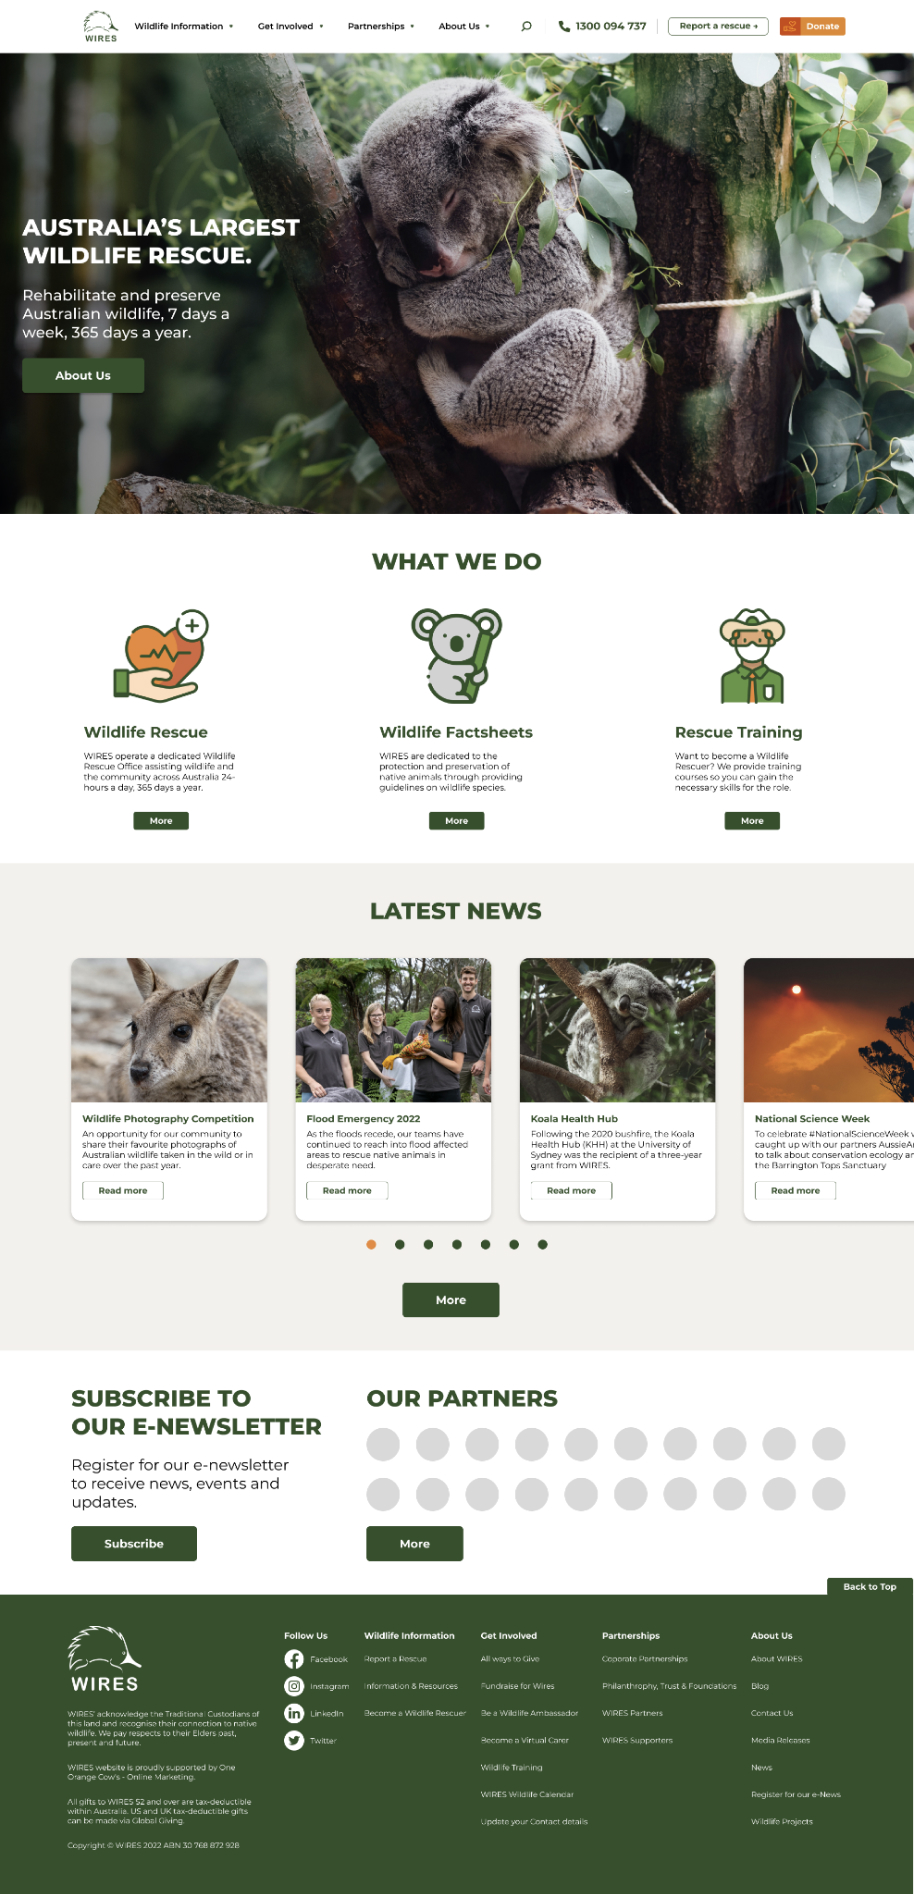 WIRES
Wildlife Information
Get Involved
Partnerships
About Us
1300 094 737
Report a rescue
Donate
AUSTRALIA'S LARGEST
WILDLIFE RESCUE.
Rehabilitate and preserve
Australian wildlife, 7 days a
week, 365 days a year.
About Us
WHAT WE DO
Wildlife Rescue
WIRES operate a dedicated Wildlife
Rescue Office assisting wildlife and
the community across Australia 24-
hours a day, 365 days a year.
More
Wildlife Factsheets
WIRES are dedicated to the
protection and preservation of
native animals through providing
guidelines on wildlife species.
More
Rescue Training
Want to become a Wildlife
Rescuer? We provide training
courses so you can gain the
necessary skills for the role.
More
LATEST NEWS
Wildlife Photography Competition
An opportunity for our community to
share their favourite photographs of
Australian wildlife taken in the wild or in
care over the past year.
Read more
Flood Emergency 2022
As the floods recede, our teams have
continued to reach into flood affected
areas to rescue native animals in
desperate need.
Read more
Koala Health Hub
Following the 2020 bushfire, the Koala
Health Hub (KHH) at the University of
Sydney was the recipient of a three-year
grant from WIRES.
Read more
National Science Week
To celebrate #NationalScienceWeek
caught up with our partners
to talk about conservation ecology
the Barrington Tops Sanctuary
Read more
More
SUBSCRIBE TO
OUR E-NEWSLETTER
Register for our e-newsletter
to receive news, events and
updates.
Subscribe
OUR PARTNERS
More
Back to Top
WIRES
WIRES' acknowledge the Traditional Custodians of
this land and recognise their connection to native
wildlife. We pay respects to their Elders past,
present and future.
WIRES website is proudly supported by One
Orange Cow's - Online Marketing.
All gifts to WIRES $2 and over are tax-deductible
within Australia. US and UK tax-deductible gifts
can be made via Global Giving.
Copyright © WIRES 2022 ABN 30 768 872 928
Follow Us
Facebook
Instagram
LinkedIn
Twitter
Wildlife Information
Report a Rescue
Information & Resources
Become a Wildlife Rescuer
Get Involved
All ways to Give
Fundraise for Wires
Be a Wildlife Ambassador
Become a Virtual Carer
Wildlife Training
WIRES Wildlife Calendar
Update your Contact details
Partnerships
Coporate Partnerships
Philanthrophy, Trust & Foundations
WIRES Partners
WIRES Supporters
About Us
About WIRES
Blog
Contact Us
Media Releases
News
Register for our e-News
Wildlife Projects